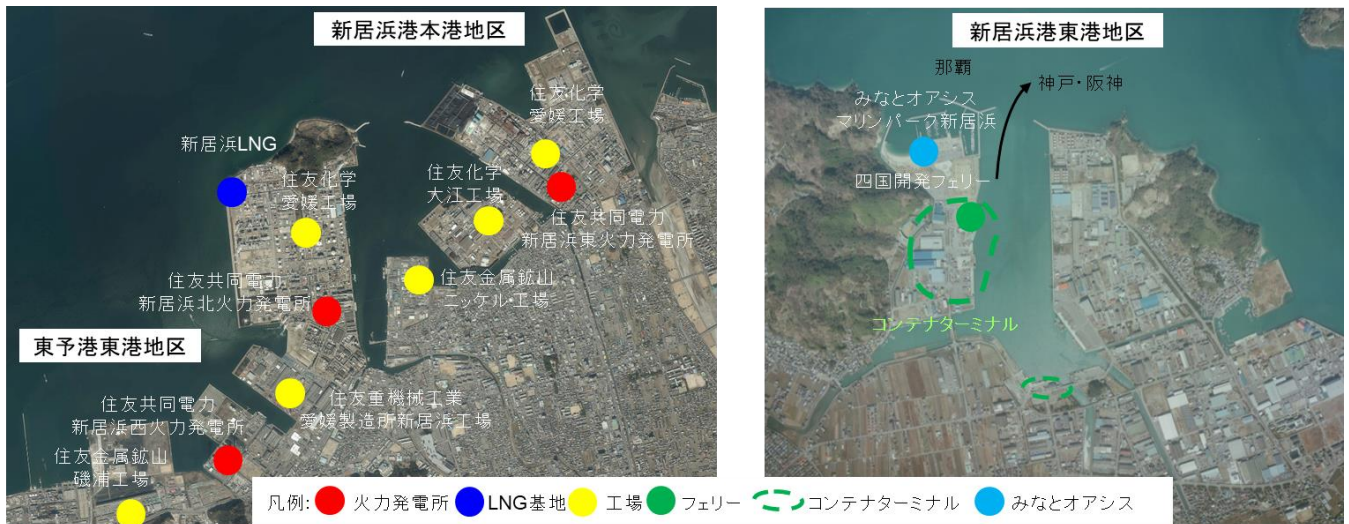 新居浜港本港地区
住友化学
愛媛工場
新居浜LNG
住友化学
愛媛工場
住友化学
大江工場
住友共同電力
新居浜東火力発電所
住友共同電力
新居浜北火力発電所
住友金属鉱山
ニッケル工場
東予港東港地区
住友共同電力
新居浜西火力発電所
住友重機械工業
愛媛製造所新居浜工場
住友金属鉱山
磯浦工場
新居浜港東港地区
那覇
神戸・阪神
みなとオアシス
マリンパーク新居浜
四国開発フェリー
コンテナターミナル
凡例: 火力発電所 LNG基地 工場 フェリー コンテナターミナル みなとオアシス